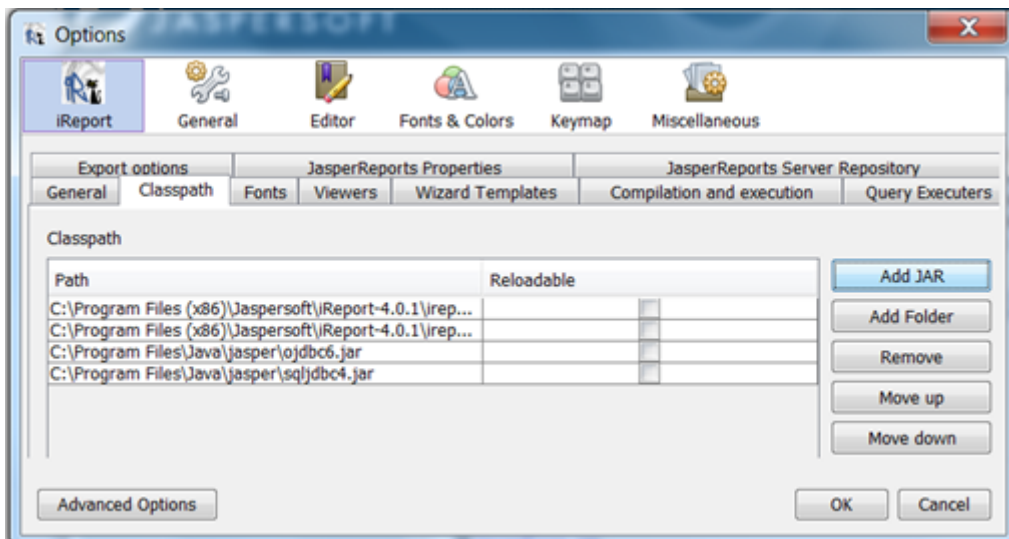 JASPERSOFT
Options
iReport General Editor Fonts & Colors Keymap Miscellaneous
Export options JasperReports Properties JasperReports Server Repository
General Classpath Fonts Viewers Wizard Templates Compilation and execution Query Executers
Classpath
Path Reloadable
Add JAR
C:\Program Files (x86)\Jaspersoft\iReport-4.0.1\irep...
Add Folder
C:\Program Files (x86)\Jaspersoft\iReport-4.0.1\irep...
C:\Program Files\Java\jasper\ojdbc6.jar
Remove
C:\Program Files\Java\jasper\sqljdbc4.jar
Move up
Move down
Advanced Options OK Cancel